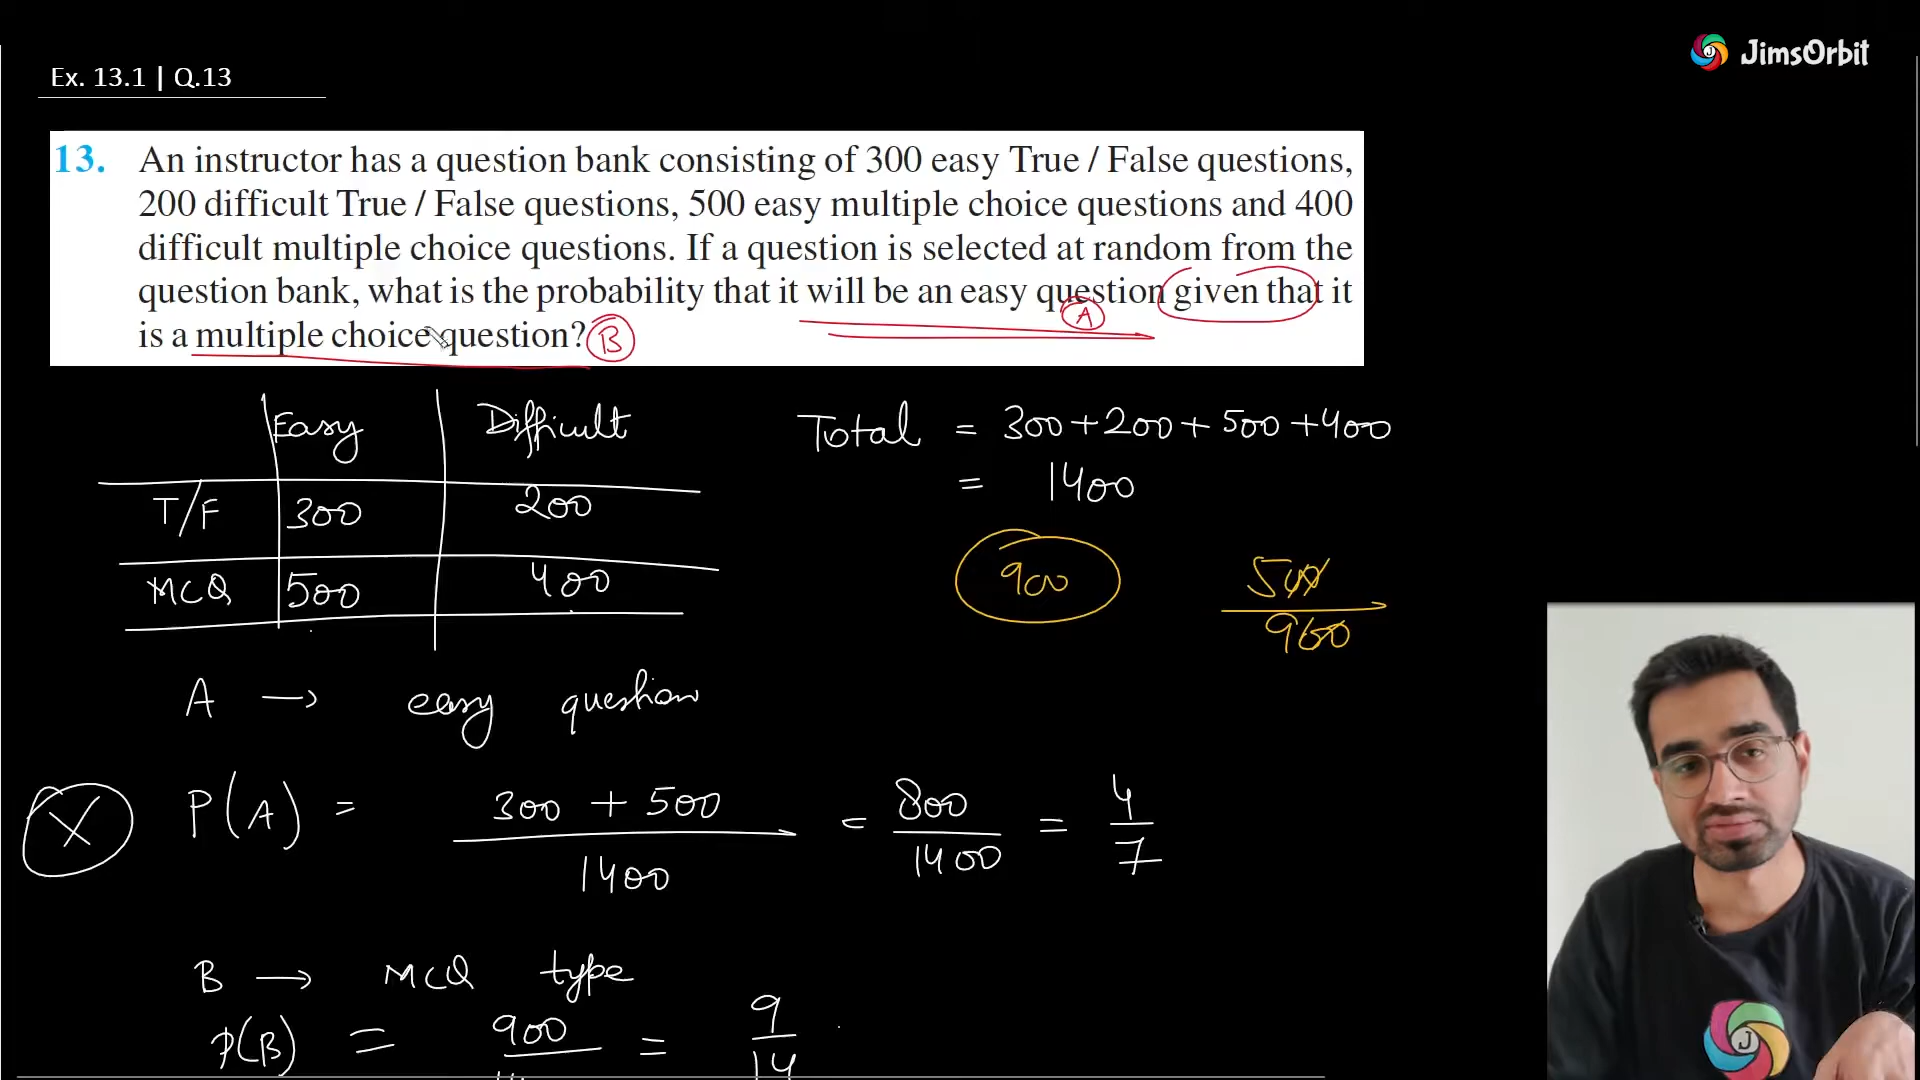 JimsOrbit
Ex. 13.1 | Q.13
13. An instructor has a question bank consisting of 300 easy True / False questions,
200 difficult True / False questions, 500 easy multiple choice questions and 400
difficult multiple choice questions. If a question is selected at random from the
question bank, what is the probability that it will be an easy question given that it
is a multiple choice question?
A
B
Easy Difficult
T/F 300 200
MCQ 500 400
Total = 300+200+500+400
= 1400
900
500
900
A → easy question
X
P(A) = 300 + 500 / 1400 = 800 / 1400 = 4 / 7
B → MCQ type
P(B) = 900 = 9 / 14
J